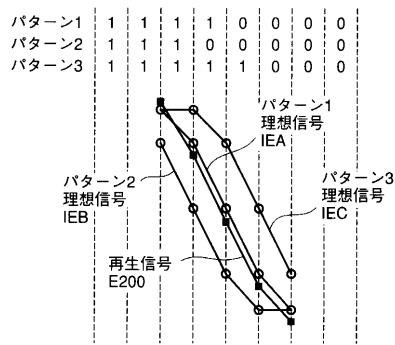 パターン1 1 1 1 1 0 0 0 0
パターン2 1 1 1 0 0 0 0 0
パターン3 1 1 1 1 1 0 0 0
パターン1
理想信号
IEA
パターン2
理想信号
IEB
パターン3
理想信号
IEC
再生信号
E200